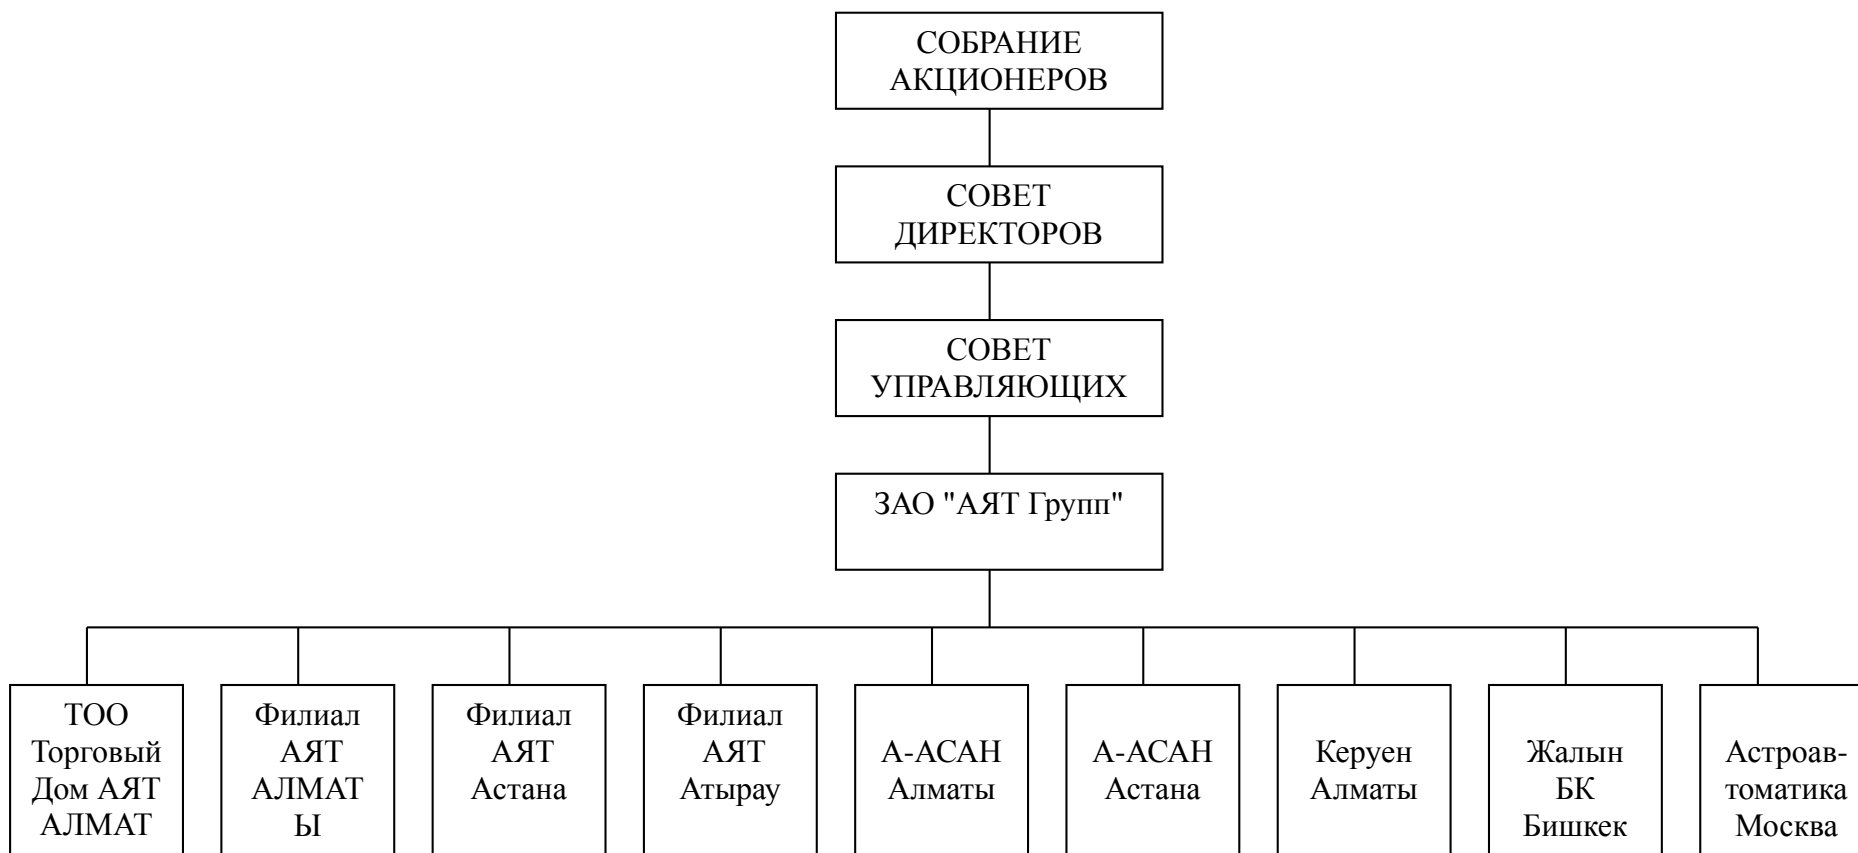 СОБРАНИЕ
АКЦИОНЕРОВ
СОВЕТ
ДИРЕКТОРОВ
СОВЕТ
УПРАВЛЯЮЩИХ
ЗАО "АЯТ Групп"
ТОО
Торговый
Дом АЯТ
АЛМАТ
Филиал
АЯТ
АЛМАТ
Ы
Филиал
АЯТ
Астана
Филиал
АЯТ
Атырау
А-АСАН
Алматы
А-АСАН
Астана
Керуен
Алматы
Жалын
БК
Бишкек
Астроав-
томатика
Москва